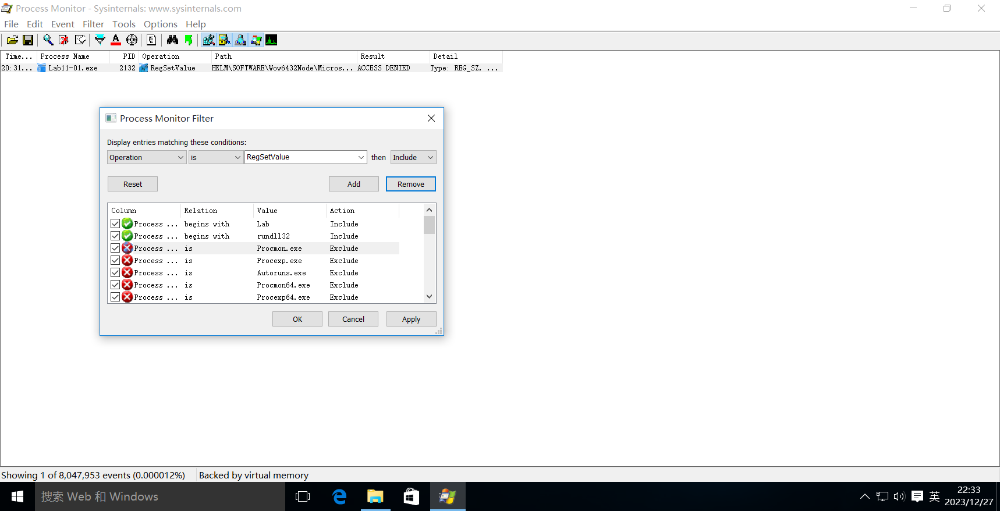 Process Monitor - Sysinternals: www.sysinternals.com
File Edit Event Filter Tools Options Help
Time... Process Name PID Operation Path Result Detail
20:31... Lab11-01.exe 2132 RegSetValue HKLM\SOFTWARE\Wow6432Node\Micros... ACCESS DENIED Type: REG_SZ, ...
Process Monitor Filter
Display entries matching these conditions:
Operation is RegSetValue then Include
Reset Add Remove
Column Relation Value Action
Process ... begins with Lab Include
Process ... begins with rundll32 Include
Process ... is Procmon.exe Exclude
Process ... is Procexp.exe Exclude
Process ... is Autoruns.exe Exclude
Process ... is Procmon64.exe Exclude
Process ... is Procexp64.exe Exclude
OK Cancel Apply
Showing 1 of 8,047,953 events (0.000012%) Backed by virtual memory
搜索 Web 和 Windows
英
22:33
2023/12/27